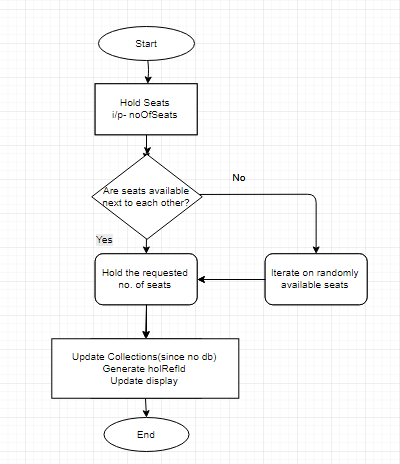 Start
Hold Seats
i/p- noOfSeats
Are seats available
next to each other?
No
Yes
Hold the requested
no. of seats
Iterate on randomly
available seats
Update Collections(since no db)
Generate holRefId
Update display
End